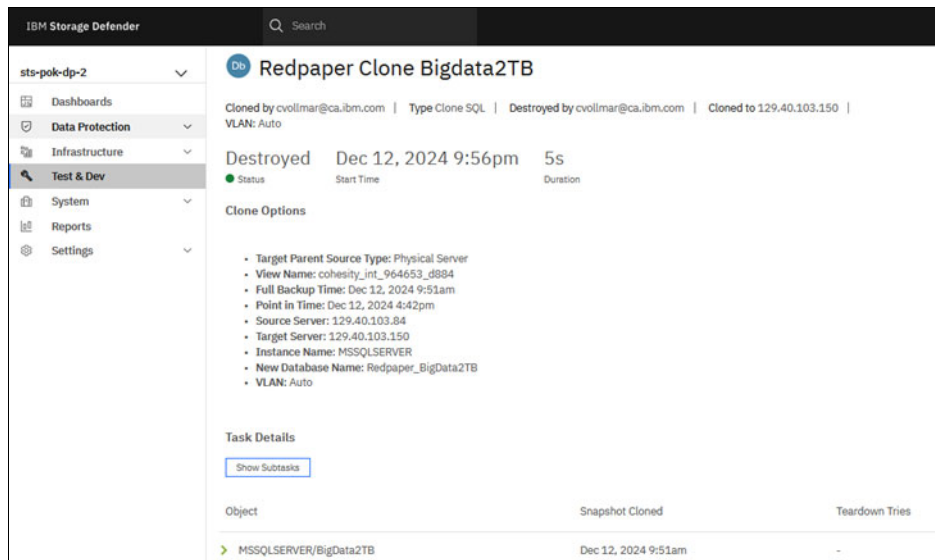 IBM Storage Defender
Search
sts-pok-dp-2
Dashboards
Data Protection
Infrastructure
Test & Dev
System
Reports
Settings
Db Redpaper Clone Bigdata2TB
Cloned by cvollmar@ca.ibm.com | Type Clone SQL | Destroyed by cvollmar@ca.ibm.com | Cloned to 129.40.103.150 |
VLAN: Auto
Destroyed Dec 12, 2024 9:56pm 5s
Status Start Time Duration
Clone Options
• Target Parent Source Type: Physical Server
• View Name: cohesity_int_964653_d884
• Full Backup Time: Dec 12, 2024 9:51am
• Point in Time: Dec 12, 2024 4:42pm
• Source Server: 129.40.103.84
• Target Server: 129.40.103.150
• Instance Name: MSSQLSERVER
• New Database Name: Redpaper_BigData2TB
• VLAN: Auto
Task Details
Show Subtasks
Object Snapshot Cloned Teardown Tries
MSSQLSERVER/BigData2TB Dec 12, 2024 9:51am -